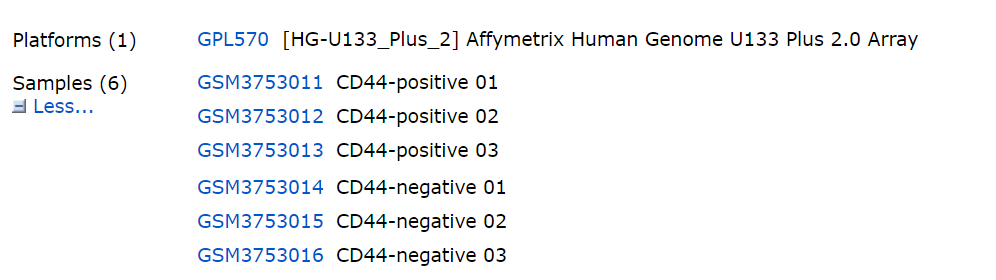 Platforms (1) GPL570 [HG-U133_Plus_2] Affymetrix Human Genome U133 Plus 2.0 Array
Samples (6) GSM3753011 CD44-positive 01
Less...
GSM3753012 CD44-positive 02
GSM3753013 CD44-positive 03
GSM3753014 CD44-negative 01
GSM3753015 CD44-negative 02
GSM3753016 CD44-negative 03